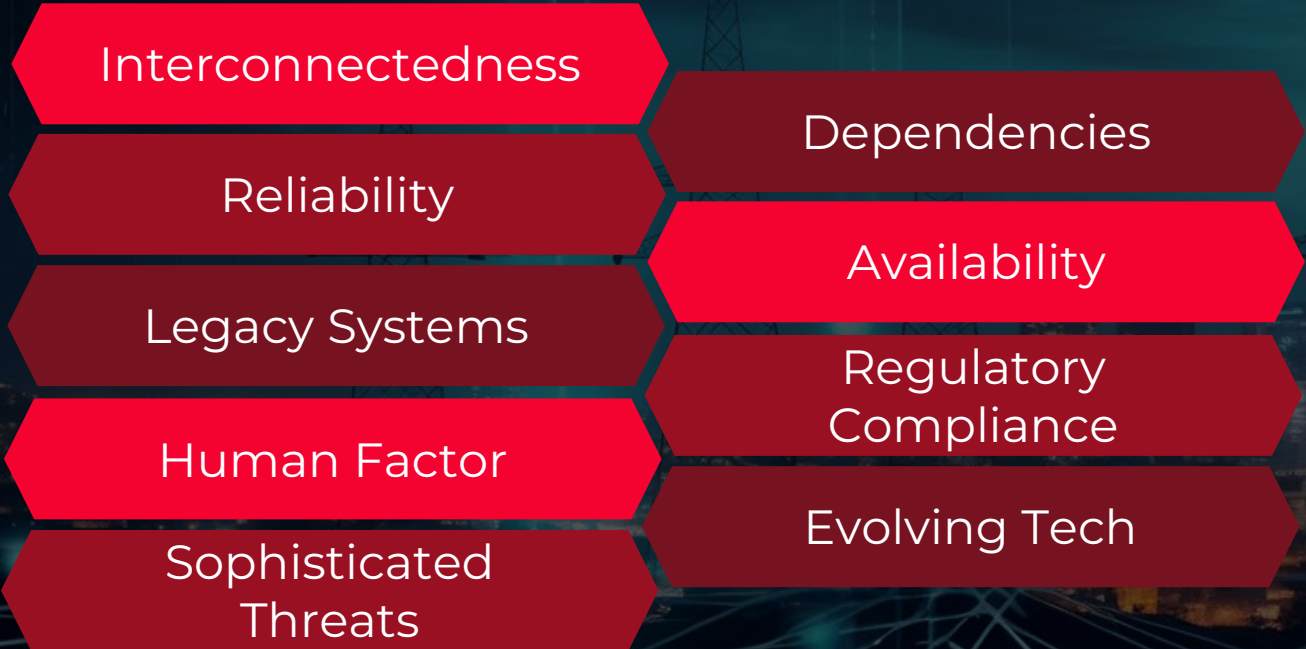 Interconnectedness
Dependencies
Reliability
Availability
Legacy Systems
Regulatory
Compliance
Human Factor
Evolving Tech
Sophisticated
Threats